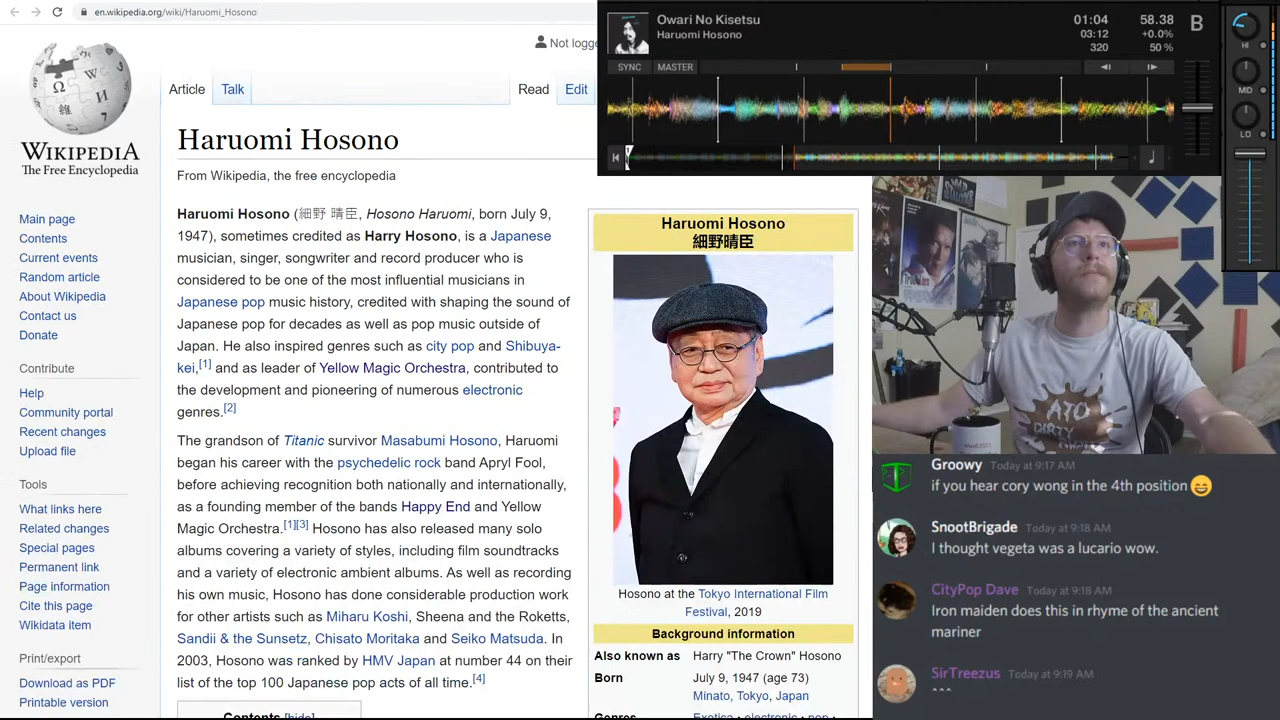 en.wikipedia.org/wiki/Haruomi_Hosono
Not logge
WIKIPEDIA
The Free Encyclopedia
Main page
Contents
Current events
Random article
About Wikipedia
Contact us
Donate
Contribute
Help
Community portal
Recent changes
Upload file
Tools
What links here
Related changes
Special pages
Permanent link
Page information
Cite this page
Wikidata item
Print/export
Download as PDF
Printable version
Article Talk
Read Edit
Haruomi Hosono
From Wikipedia, the free encyclopedia
Haruomi Hosono (細野 晴臣, Hosono Haruomi, born July 9,
1947), sometimes credited as Harry Hosono, is a Japanese
musician, singer, songwriter and record producer who is
considered to be one of the most influential musicians in
Japanese pop music history, credited with shaping the sound of
Japanese pop for decades as well as pop music outside of
Japan. He also inspired genres such as city pop and Shibuya-
kei,[1] and as leader of Yellow Magic Orchestra, contributed to
the development and pioneering of numerous electronic
genres.[2]
The grandson of Titanic survivor Masabumi Hosono, Haruomi
began his career with the psychedelic rock band Apryl Fool,
before achieving recognition both nationally and internationally,
as a founding member of the bands Happy End and Yellow
Magic Orchestra.[1][3] Hosono has also released many solo
albums covering a variety of styles, including film soundtracks
and a variety of electronic ambient albums. As well as recording
his own music, Hosono has done considerable production work
for other artists such as Miharu Koshi, Sheena and the Roketts,
Sandii & the Sunsetz, Chisato Moritaka and Seiko Matsuda. In
2003, Hosono was ranked by HMV Japan at number 44 on their
list of the top 100 Japanese pop acts of all time.[4]
Contents [hide]
Haruomi Hosono
細野晴臣
Hosono at the Tokyo International Film
Festival, 2019
Background information
Also known as Harry "The Crown" Hosono
Born July 9, 1947 (age 73)
Minato, Tokyo, Japan
Genres Exotica · electronic · pop ·
Owari No Kisetsu
Haruomi Hosono
01:04
03:12
320
58.38
+0.0%
50 %
B
SYNC MASTER
HI
MID
LO
ATO
DIRTY
Groowy Today at 9:17 AM
if you hear cory wong in the 4th position 😄
SnootBrigade Today at 9:18 AM
I thought vegeta was a lucario wow.
CityPop Dave Today at 9:18 AM
Iron maiden does this in rhyme of the ancient
mariner
SirTreezus Today at 9:19 AM
^^^